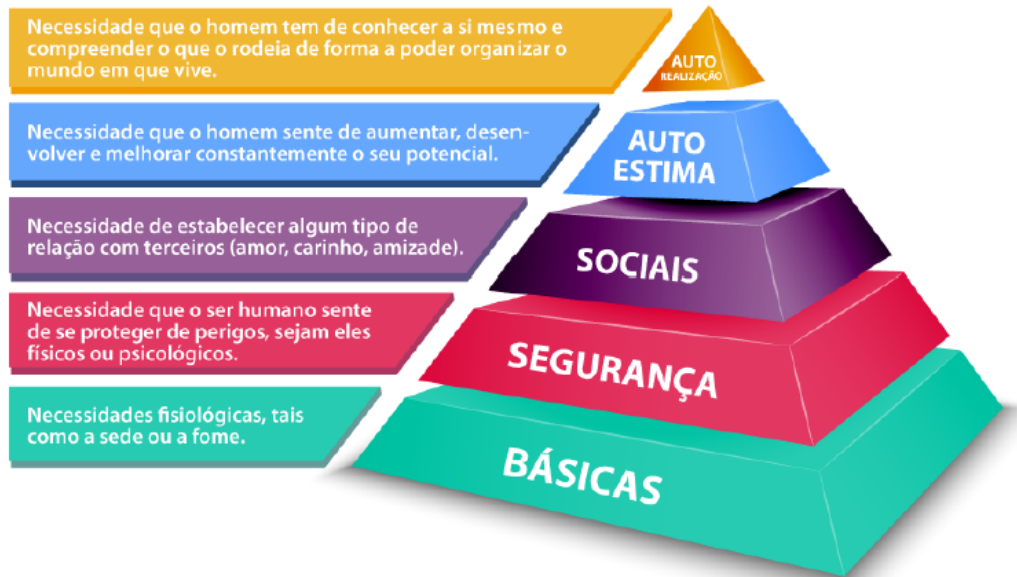 Necessidade que o homem tem de conhecer a si mesmo e
compreender o que o rodeia de forma a poder organizar o
mundo em que vive.
AUTO
REALIZAÇÃO
Necessidade que o homem sente de aumentar, desen-
volver e melhorar constantemente o seu potencial.
AUTO
ESTIMA
Necessidade de estabelecer algum tipo de
relação com terceiros (amor, carinho, amizade).
SOCIAIS
Necessidade que o ser humano sente
de se proteger de perigos, sejam eles
físicos ou psicológicos.
SEGURANÇA
Necessidades fisiológicas, tais
como a sede ou a fome.
BÁSICAS